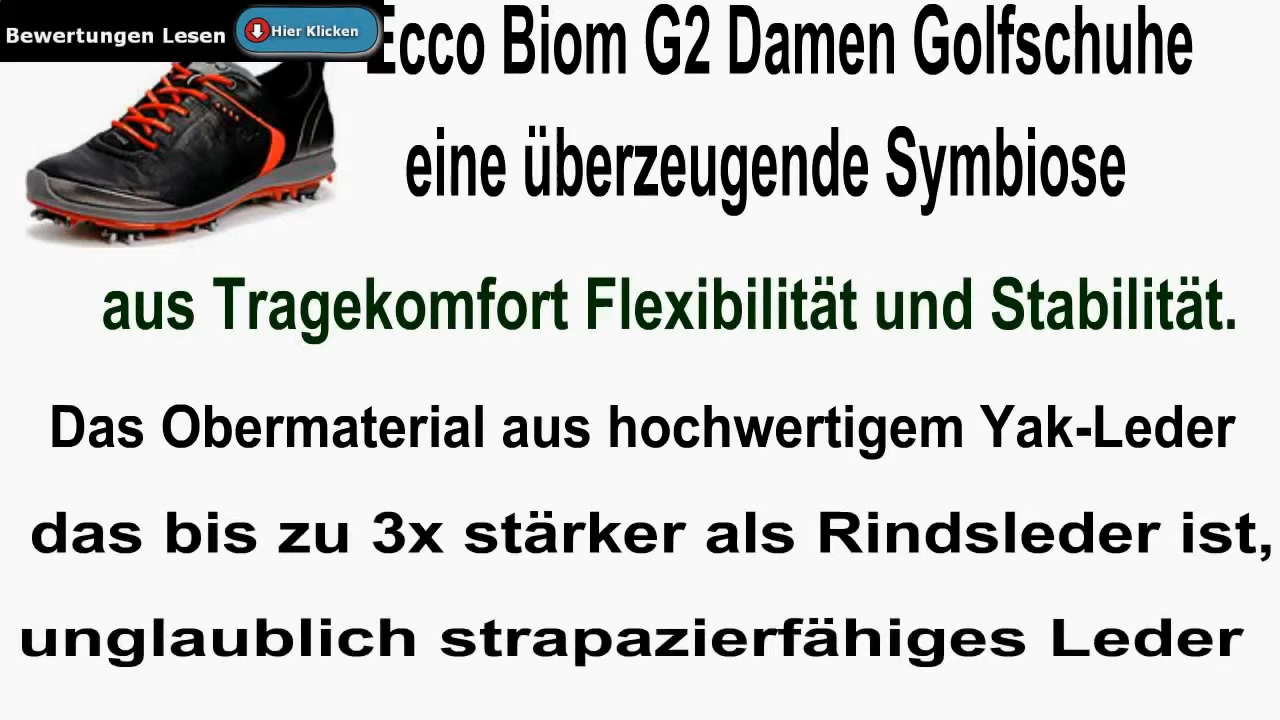 Bewertungen Lesen Hier Klicken
Ecco Biom G2 Damen Golfschuhe
eine überzeugende Symbiose
aus Tragekomfort Flexibilität und Stabilität.
Das Obermaterial aus hochwertigem Yak-Leder
das bis zu 3x stärker als Rindsleder ist,
unglaublich strapazierfähiges Leder